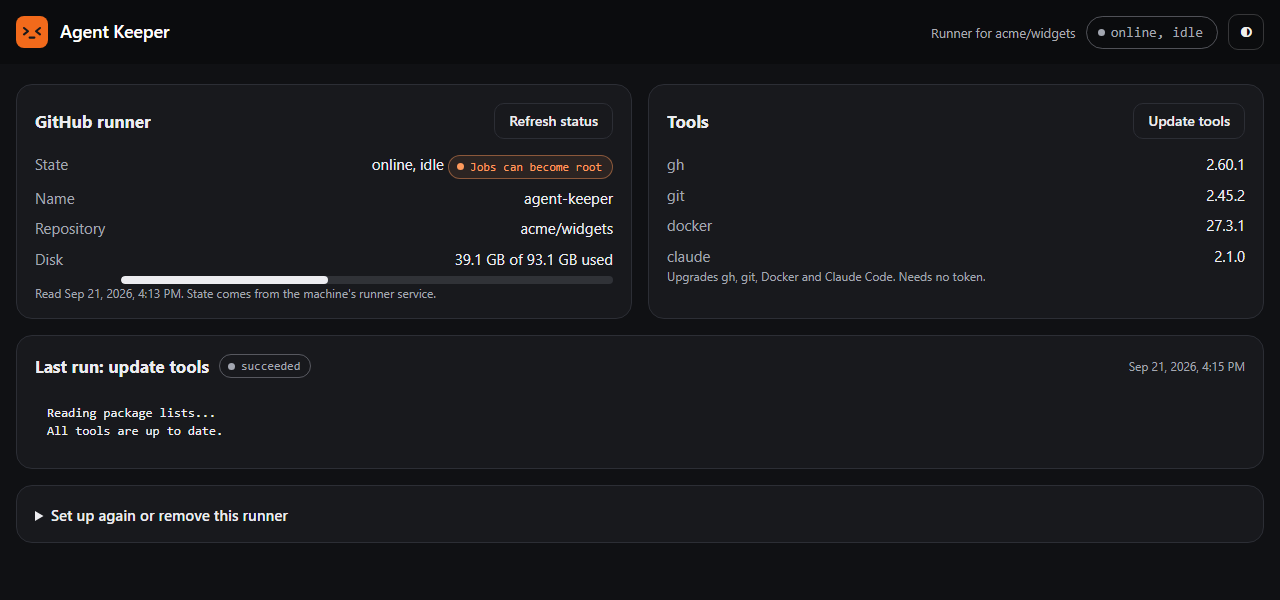 Agent Keeper
Runner for acme/widgets
online, idle
GitHub runner
Refresh status
State
online, idle
Jobs can become root
Name
agent-keeper
Repository
acme/widgets
Disk
39.1 GB of 93.1 GB used
Read Sep 21, 2026, 4:13 PM. State comes from the machine's runner service.
Tools
Update tools
gh
2.60.1
git
2.45.2
docker
27.3.1
claude
2.1.0
Upgrades gh, git, Docker and Claude Code. Needs no token.
Last run: update tools
succeeded
Sep 21, 2026, 4:15 PM
Reading package lists...
All tools are up to date.
Set up again or remove this runner